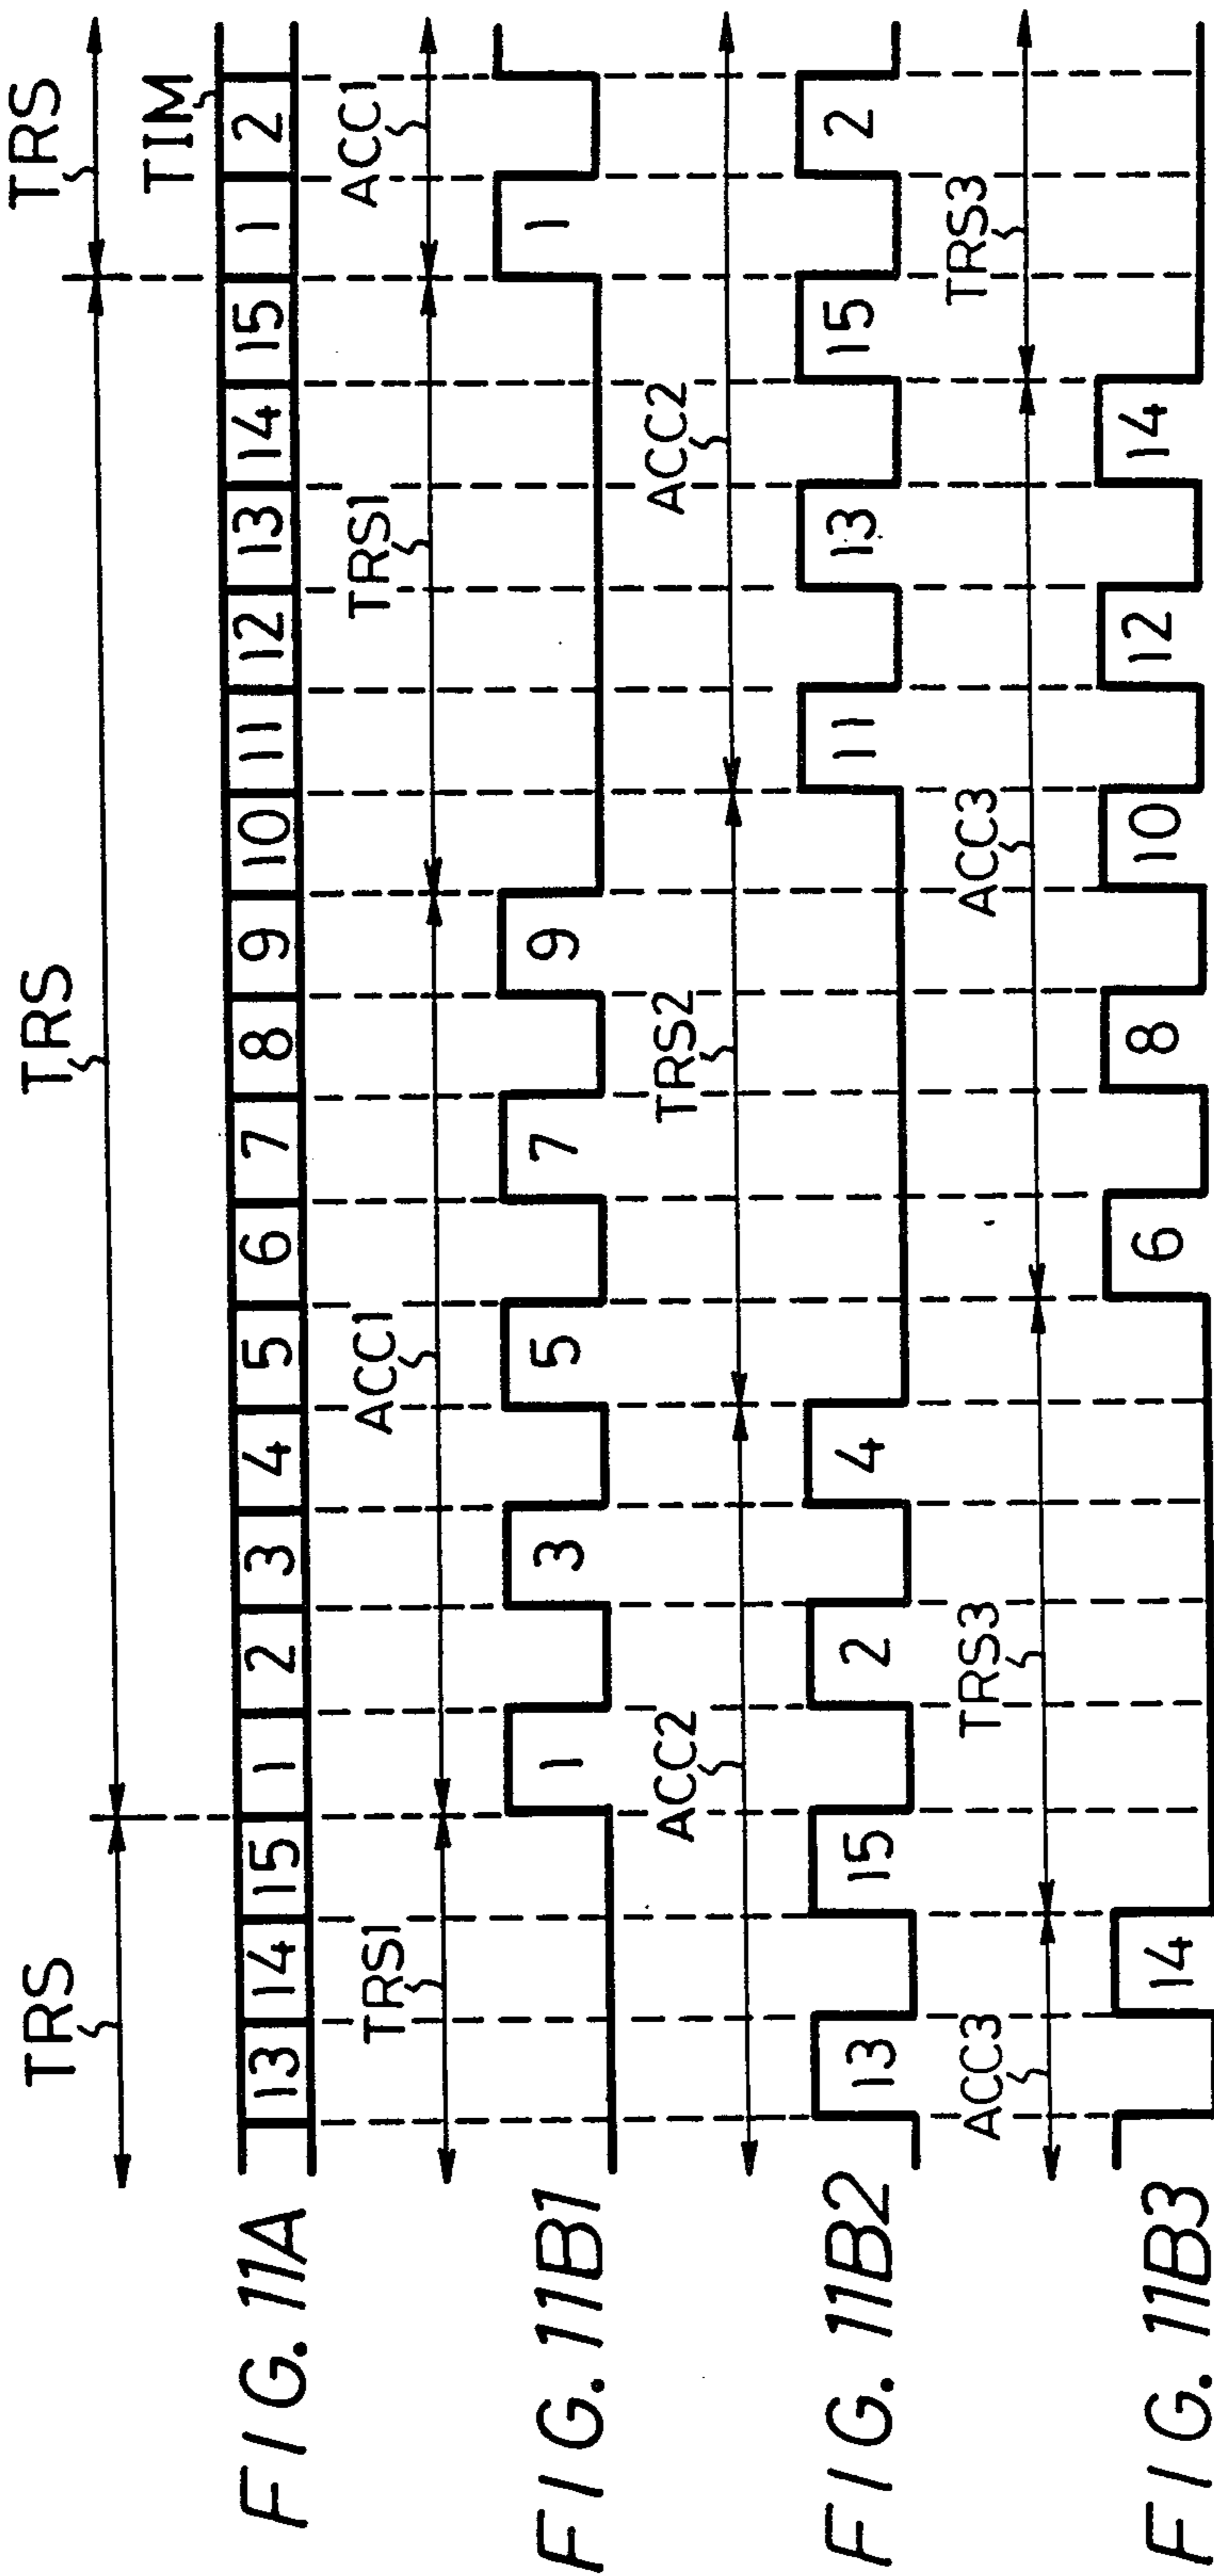 TRS TRS TRS
TIM
FIG. 11A 13 14 15 1 2 3 4 5 6 7 8 9 10 11 12 13 14 15 1 2
TRS1 ACC1 TRS1 ACC1
FIG. 11B1 1 3 5 7 9 1
ACC2 TRS2 ACC2
FIG. 11B2 13 15 2 4 11 13 15 2
ACC3 TRS3 ACC3 TRS3
FIG. 11B3 14 6 8 10 12 14